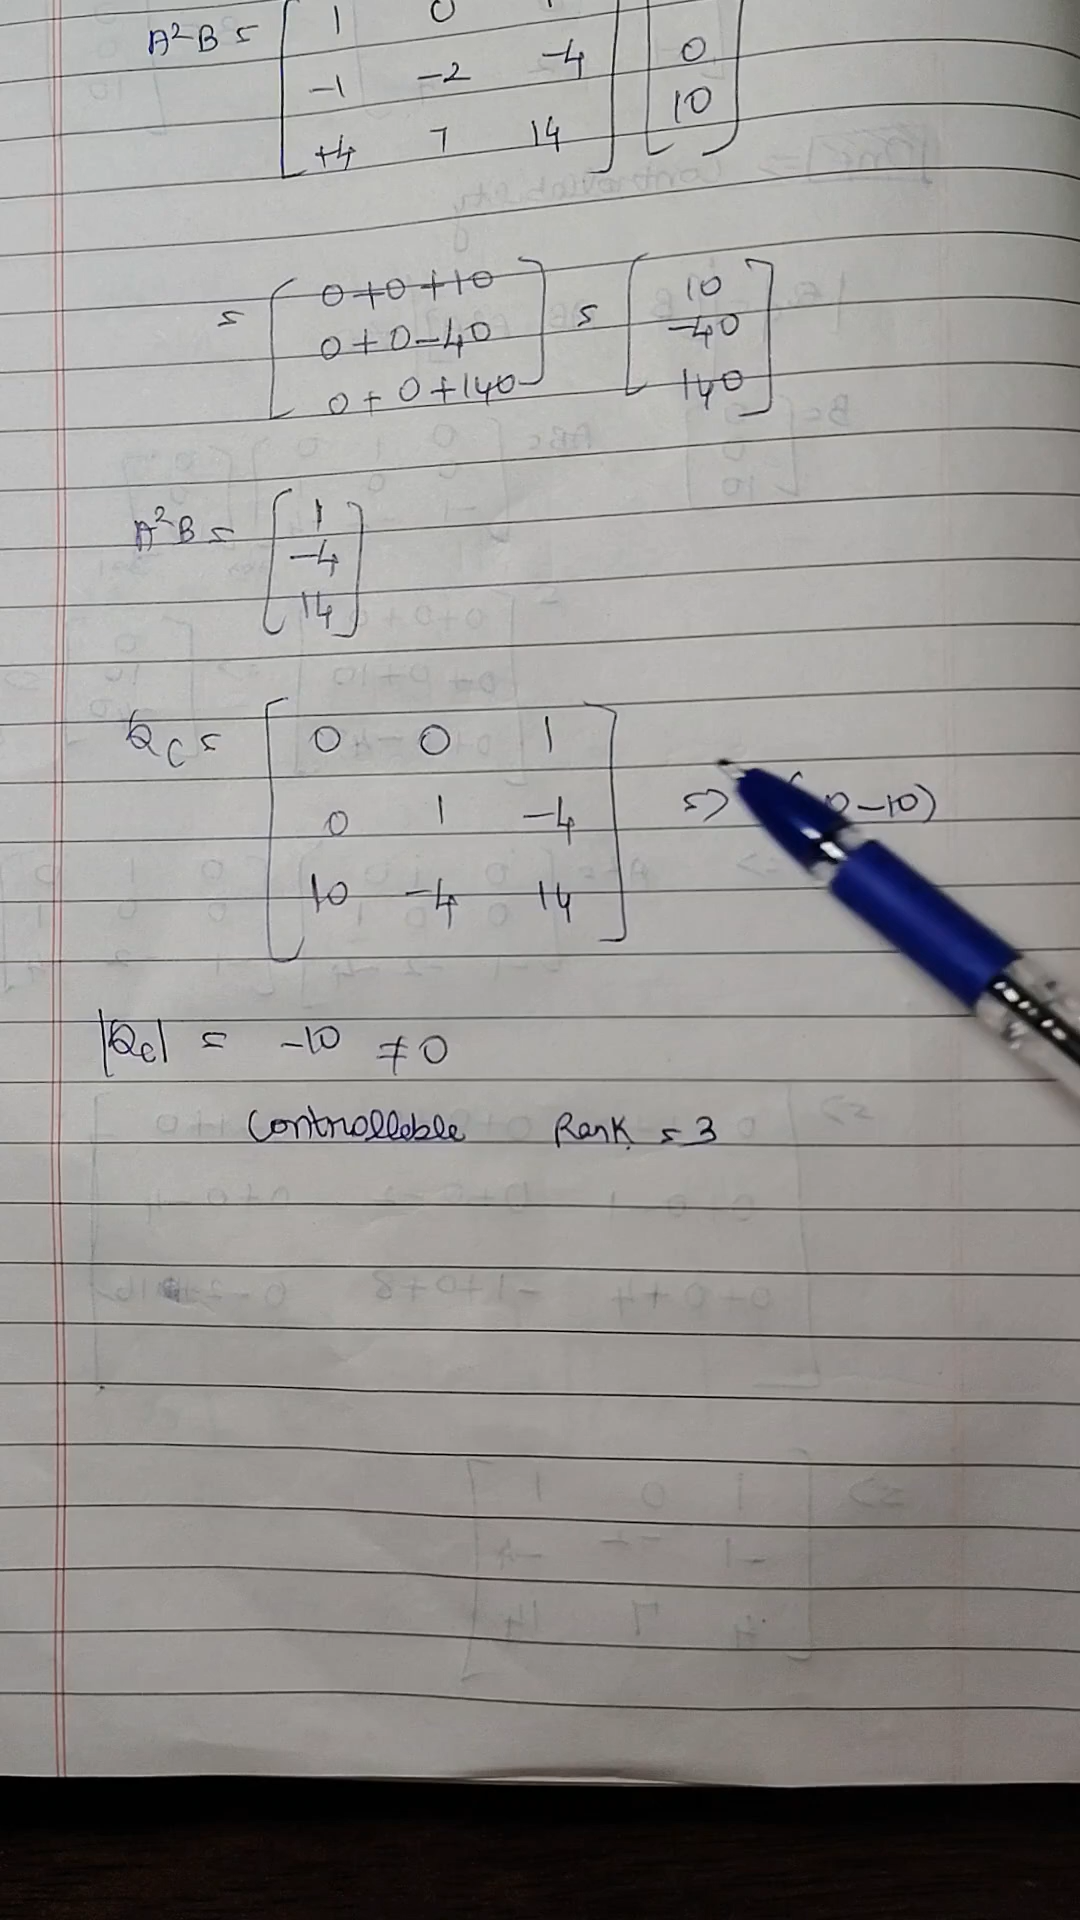 A²B = [1 0
-1 -2 -4
+4 7 14] [0
10]
= [0+0+10
0+0-40
0+0+140] = [10
-40
140]
A²B = [1
-4
14]
Qc = [0 0 1
0 1 -4
10 -4 14] => 0-10)
|Qc| = -10 ≠ 0
Controllable Rank = 3